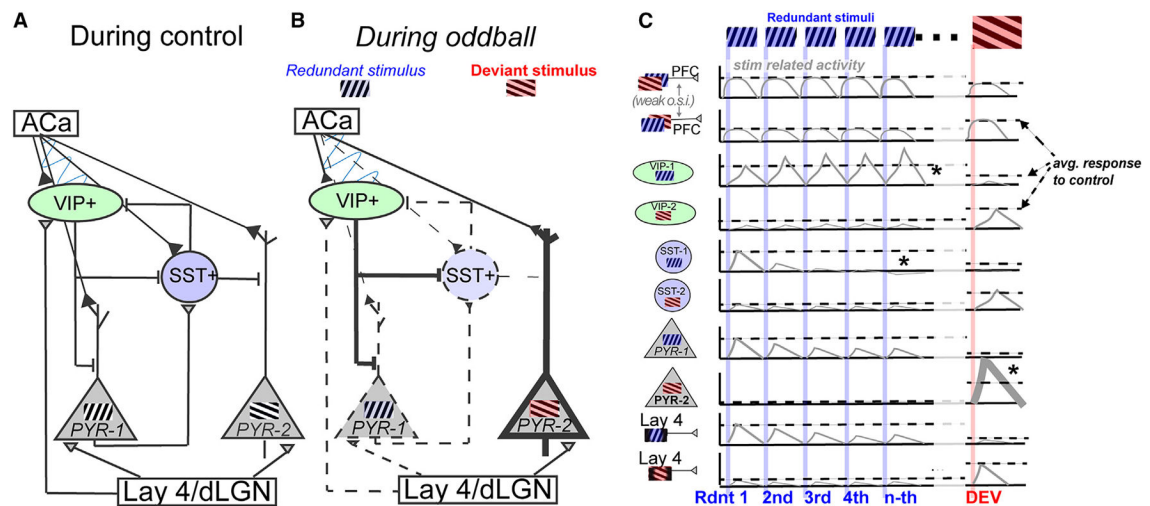 A
During control
ACa
VIP+
SST+
PYR-1
PYR-2
Lay 4/dLGN
B
During oddball
Redundant stimulus
Deviant stimulus
ACa
VIP+
SST+
PYR-1
PYR-2
Lay 4/dLGN
C
Redundant stimuli
stim related activity
PFC
(weak o.s.i.)
PFC
VIP-1
*
avg. response
to control
VIP-2
SST-1
*
SST-2
PYR-1
PYR-2
*
Lay 4
Lay 4
Rdnt 1 2nd 3rd 4th n-th DEV